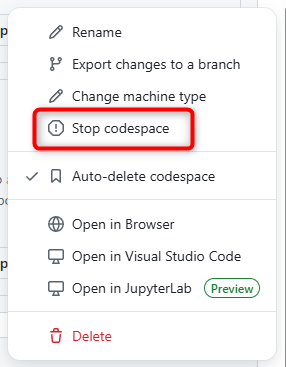 Rename
Export changes to a branch
Change machine type
Stop codespace
Auto-delete codespace
Open in Browser
Open in Visual Studio Code
Open in JupyterLab Preview
Delete